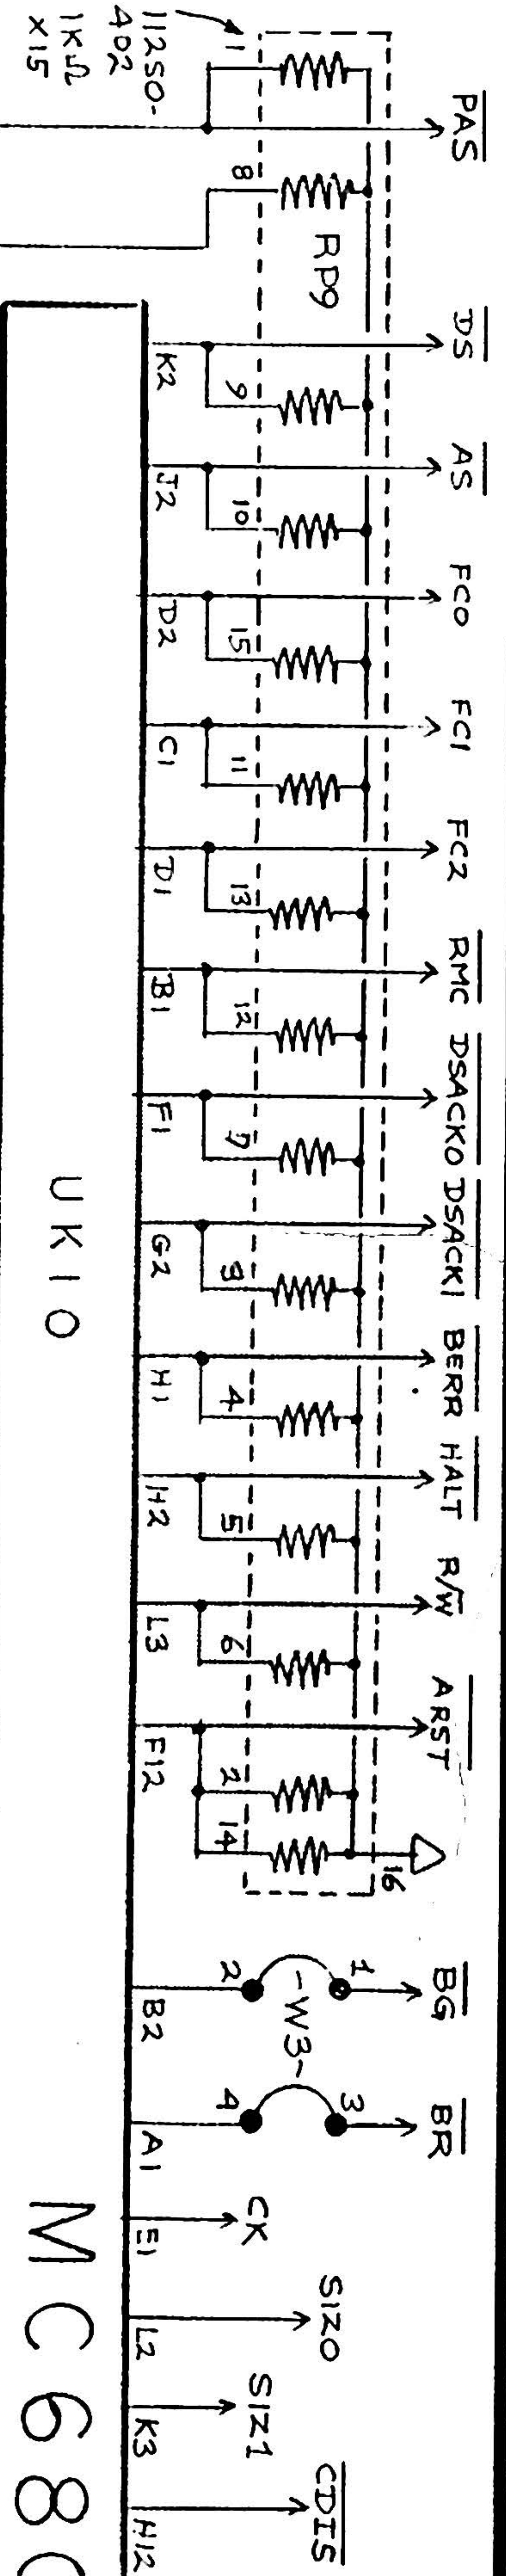 11250-
402
1KΩ
X15
PAS
1
8
RP9
DS
K2
9
AS
J2
10
FC0
D2
15
FC1
C1
11
FC2
D1
13
RMC
B1
12
DSACK0
F1
7
DSACK1
G2
3
BERR
H1
4
HALT
H2
5
R/W
L3
6
ARST
F12
2
14
16
UK10
BG
1
2
B2
-W3-
BR
3
4
A1
CK
E1
SIZ0
L2
SIZ1
K3
CDIS
H12
MC68